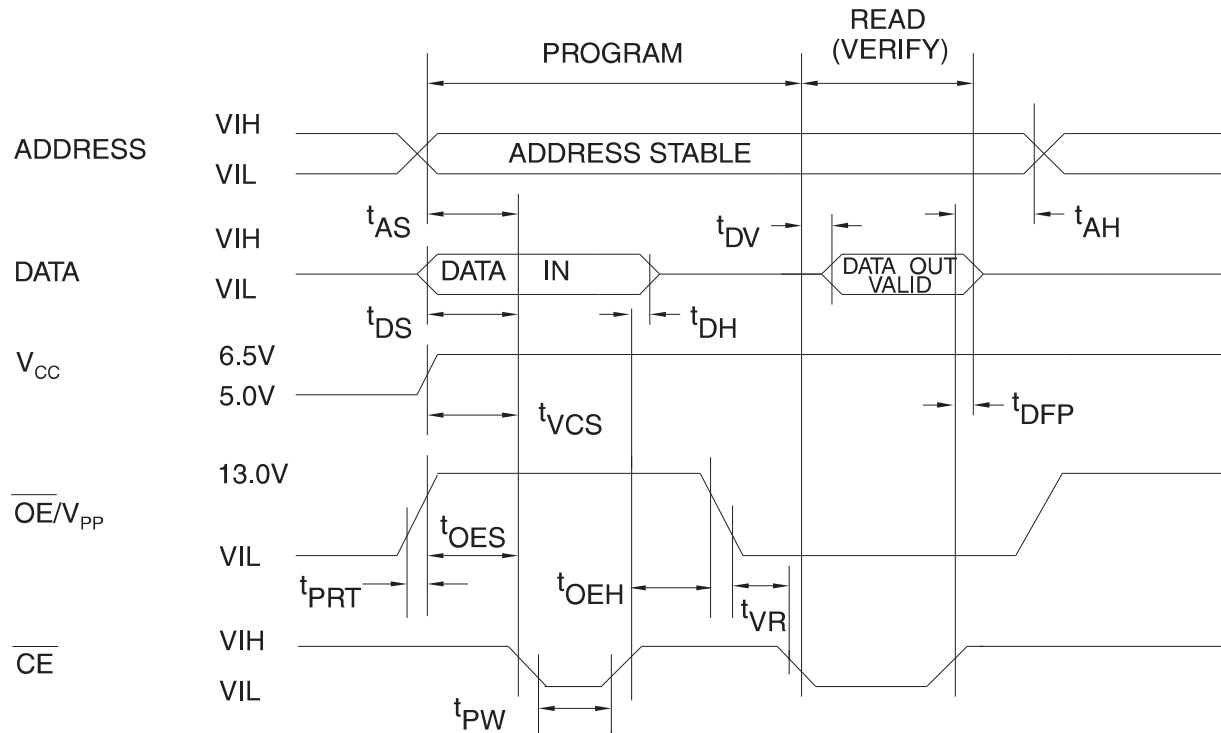 READ
(VERIFY)
PROGRAM
ADDRESS
VIH
VIL
ADDRESS STABLE
tAS
tDV
tAH
DATA
VIH
VIL
DATA IN
DATA OUT
VALID
tDS
tDH
VCC
6.5V
5.0V
tVCS
tDFP
OE/VPP
13.0V
VIL
tOES
tPRT
tOEH
tVR
CE
VIH
VIL
tPW